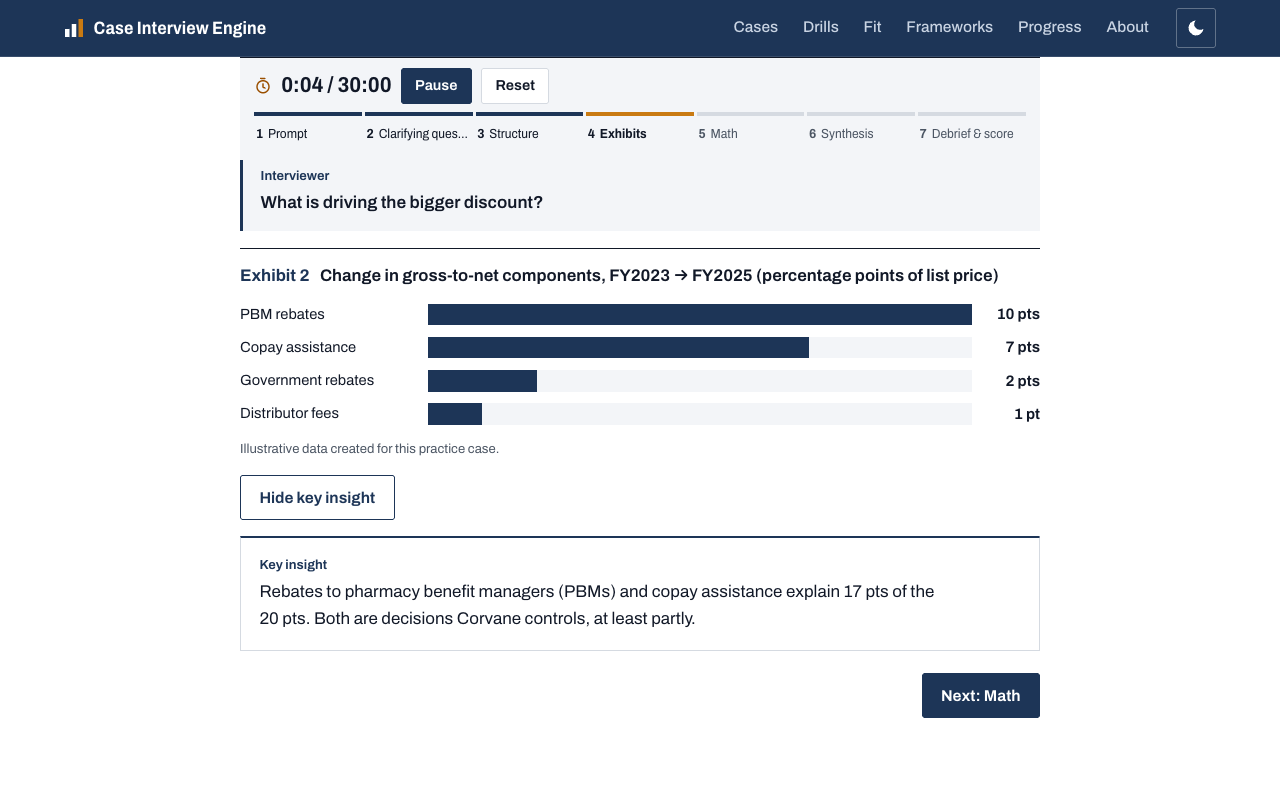 Case Interview Engine
Cases Drills Fit Frameworks Progress About
0:04 / 30:00 Pause Reset
1 Prompt 2 Clarifying ques... 3 Structure 4 Exhibits 5 Math 6 Synthesis 7 Debrief & score
Interviewer
What is driving the bigger discount?
Exhibit 2 Change in gross-to-net components, FY2023 → FY2025 (percentage points of list price)
PBM rebates 10 pts
Copay assistance 7 pts
Government rebates 2 pts
Distributor fees 1 pt
Illustrative data created for this practice case.
Hide key insight
Key insight
Rebates to pharmacy benefit managers (PBMs) and copay assistance explain 17 pts of the
20 pts. Both are decisions Corvane controls, at least partly.
Next: Math